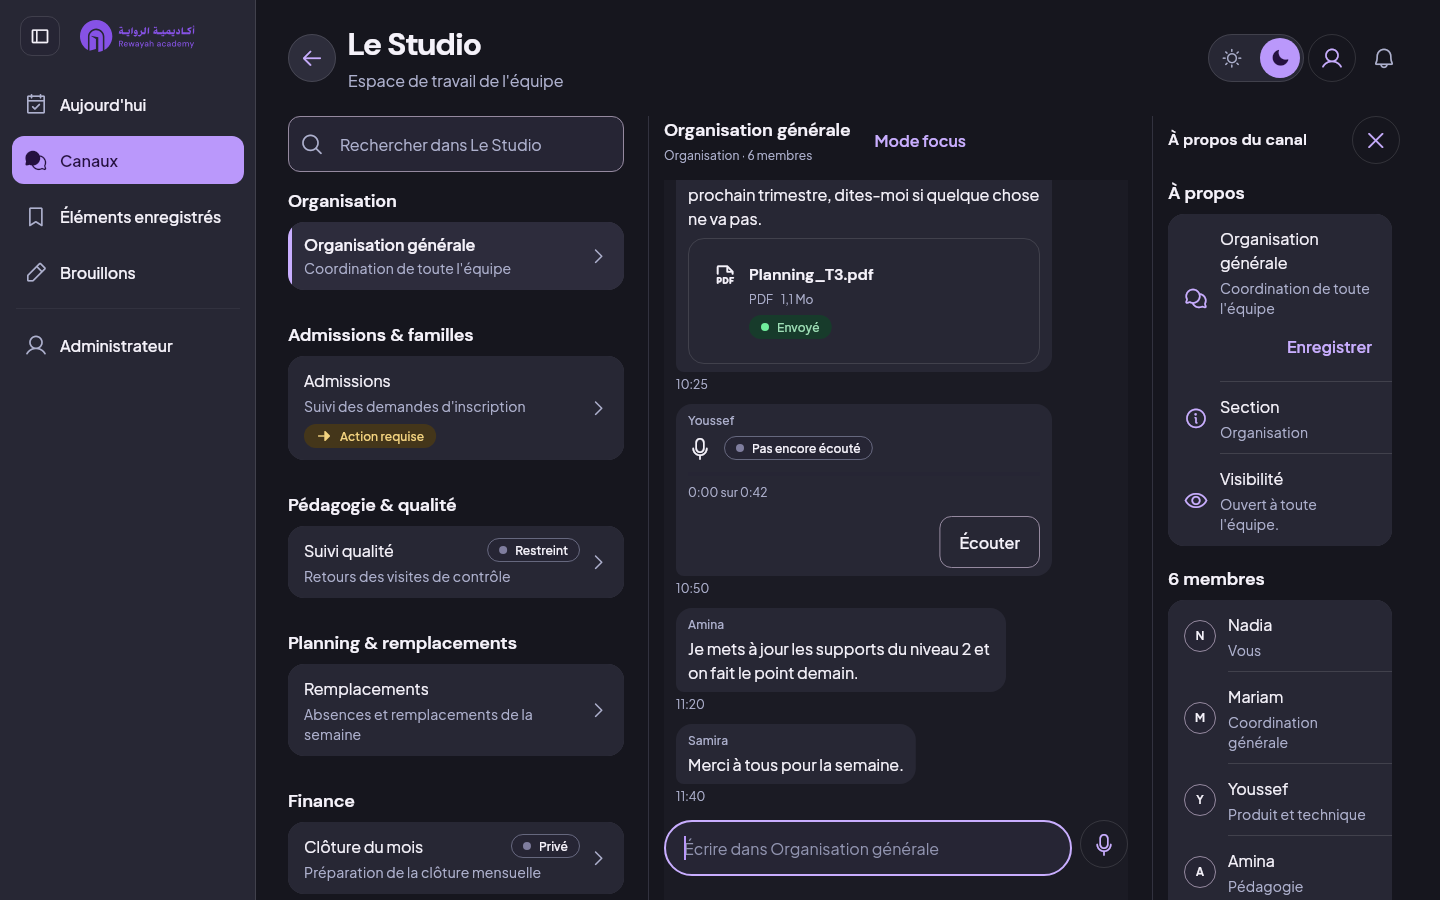 أكاديمية الرواية
Rewayah academy
Aujourd'hui
Canaux
Éléments enregistrés
Brouillons
Administrateur
Le Studio
Espace de travail de l'équipe
Rechercher dans Le Studio
Organisation
Organisation générale
Coordination de toute l'équipe
Admissions & familles
Admissions
Suivi des demandes d'inscription
Action requise
Pédagogie & qualité
Suivi qualité
Restreint
Retours des visites de contrôle
Planning & remplacements
Remplacements
Absences et remplacements de la
semaine
Finance
Clôture du mois
Privé
Préparation de la clôture mensuelle
Organisation générale
Organisation · 6 membres
Mode focus
prochain trimestre, dites-moi si quelque chose
ne va pas.
PDF
Planning_T3.pdf
PDF 1,1 Mo
Envoyé
10:25
Youssef
Pas encore écouté
0:00 sur 0:42
Écouter
10:50
Amina
Je mets à jour les supports du niveau 2 et
on fait le point demain.
11:20
Samira
Merci à tous pour la semaine.
11:40
Écrire dans Organisation générale
À propos du canal
À propos
Organisation
générale
Coordination de toute
l'équipe
Enregistrer
Section
Organisation
Visibilité
Ouvert à toute
l'équipe.
6 membres
N
Nadia
Vous
M
Mariam
Coordination
générale
Y
Youssef
Produit et technique
A
Amina
Pédagogie